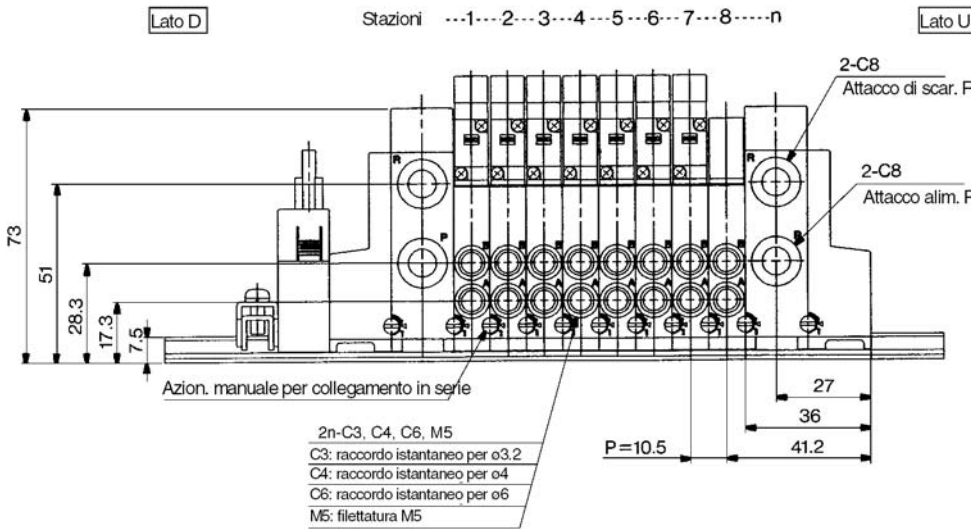 Lato D
Stazioni ---1---2---3---4---5---6---7---8---n
Lato U
2-C8
Attacco di scar. P
2-C8
Attacco alim. P
R
P
R
P
B B B B B B B B
A A A A A A A A
73
51
28.3
17.3
7.5
27
36
P=10.5
41.2
Azion. manuale per collegamento in serie
2n-C3, C4, C6, M5
C3: raccordo istantaneo per ø3.2
C4: raccordo istantaneo per ø4
C6: raccordo istantaneo per ø6
M5: filettatura M5